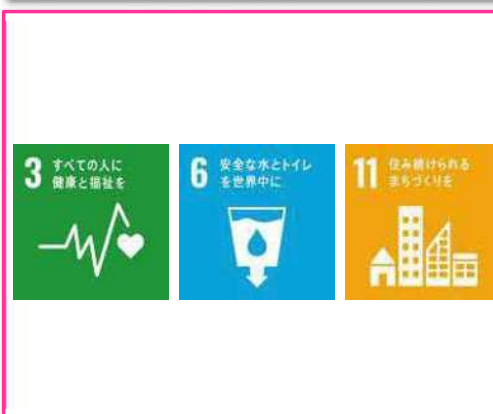 3 すべての人に
健康と福祉を
6 安全な水とトイレ
を世界中に
11 住み続けられる
まちづくりを